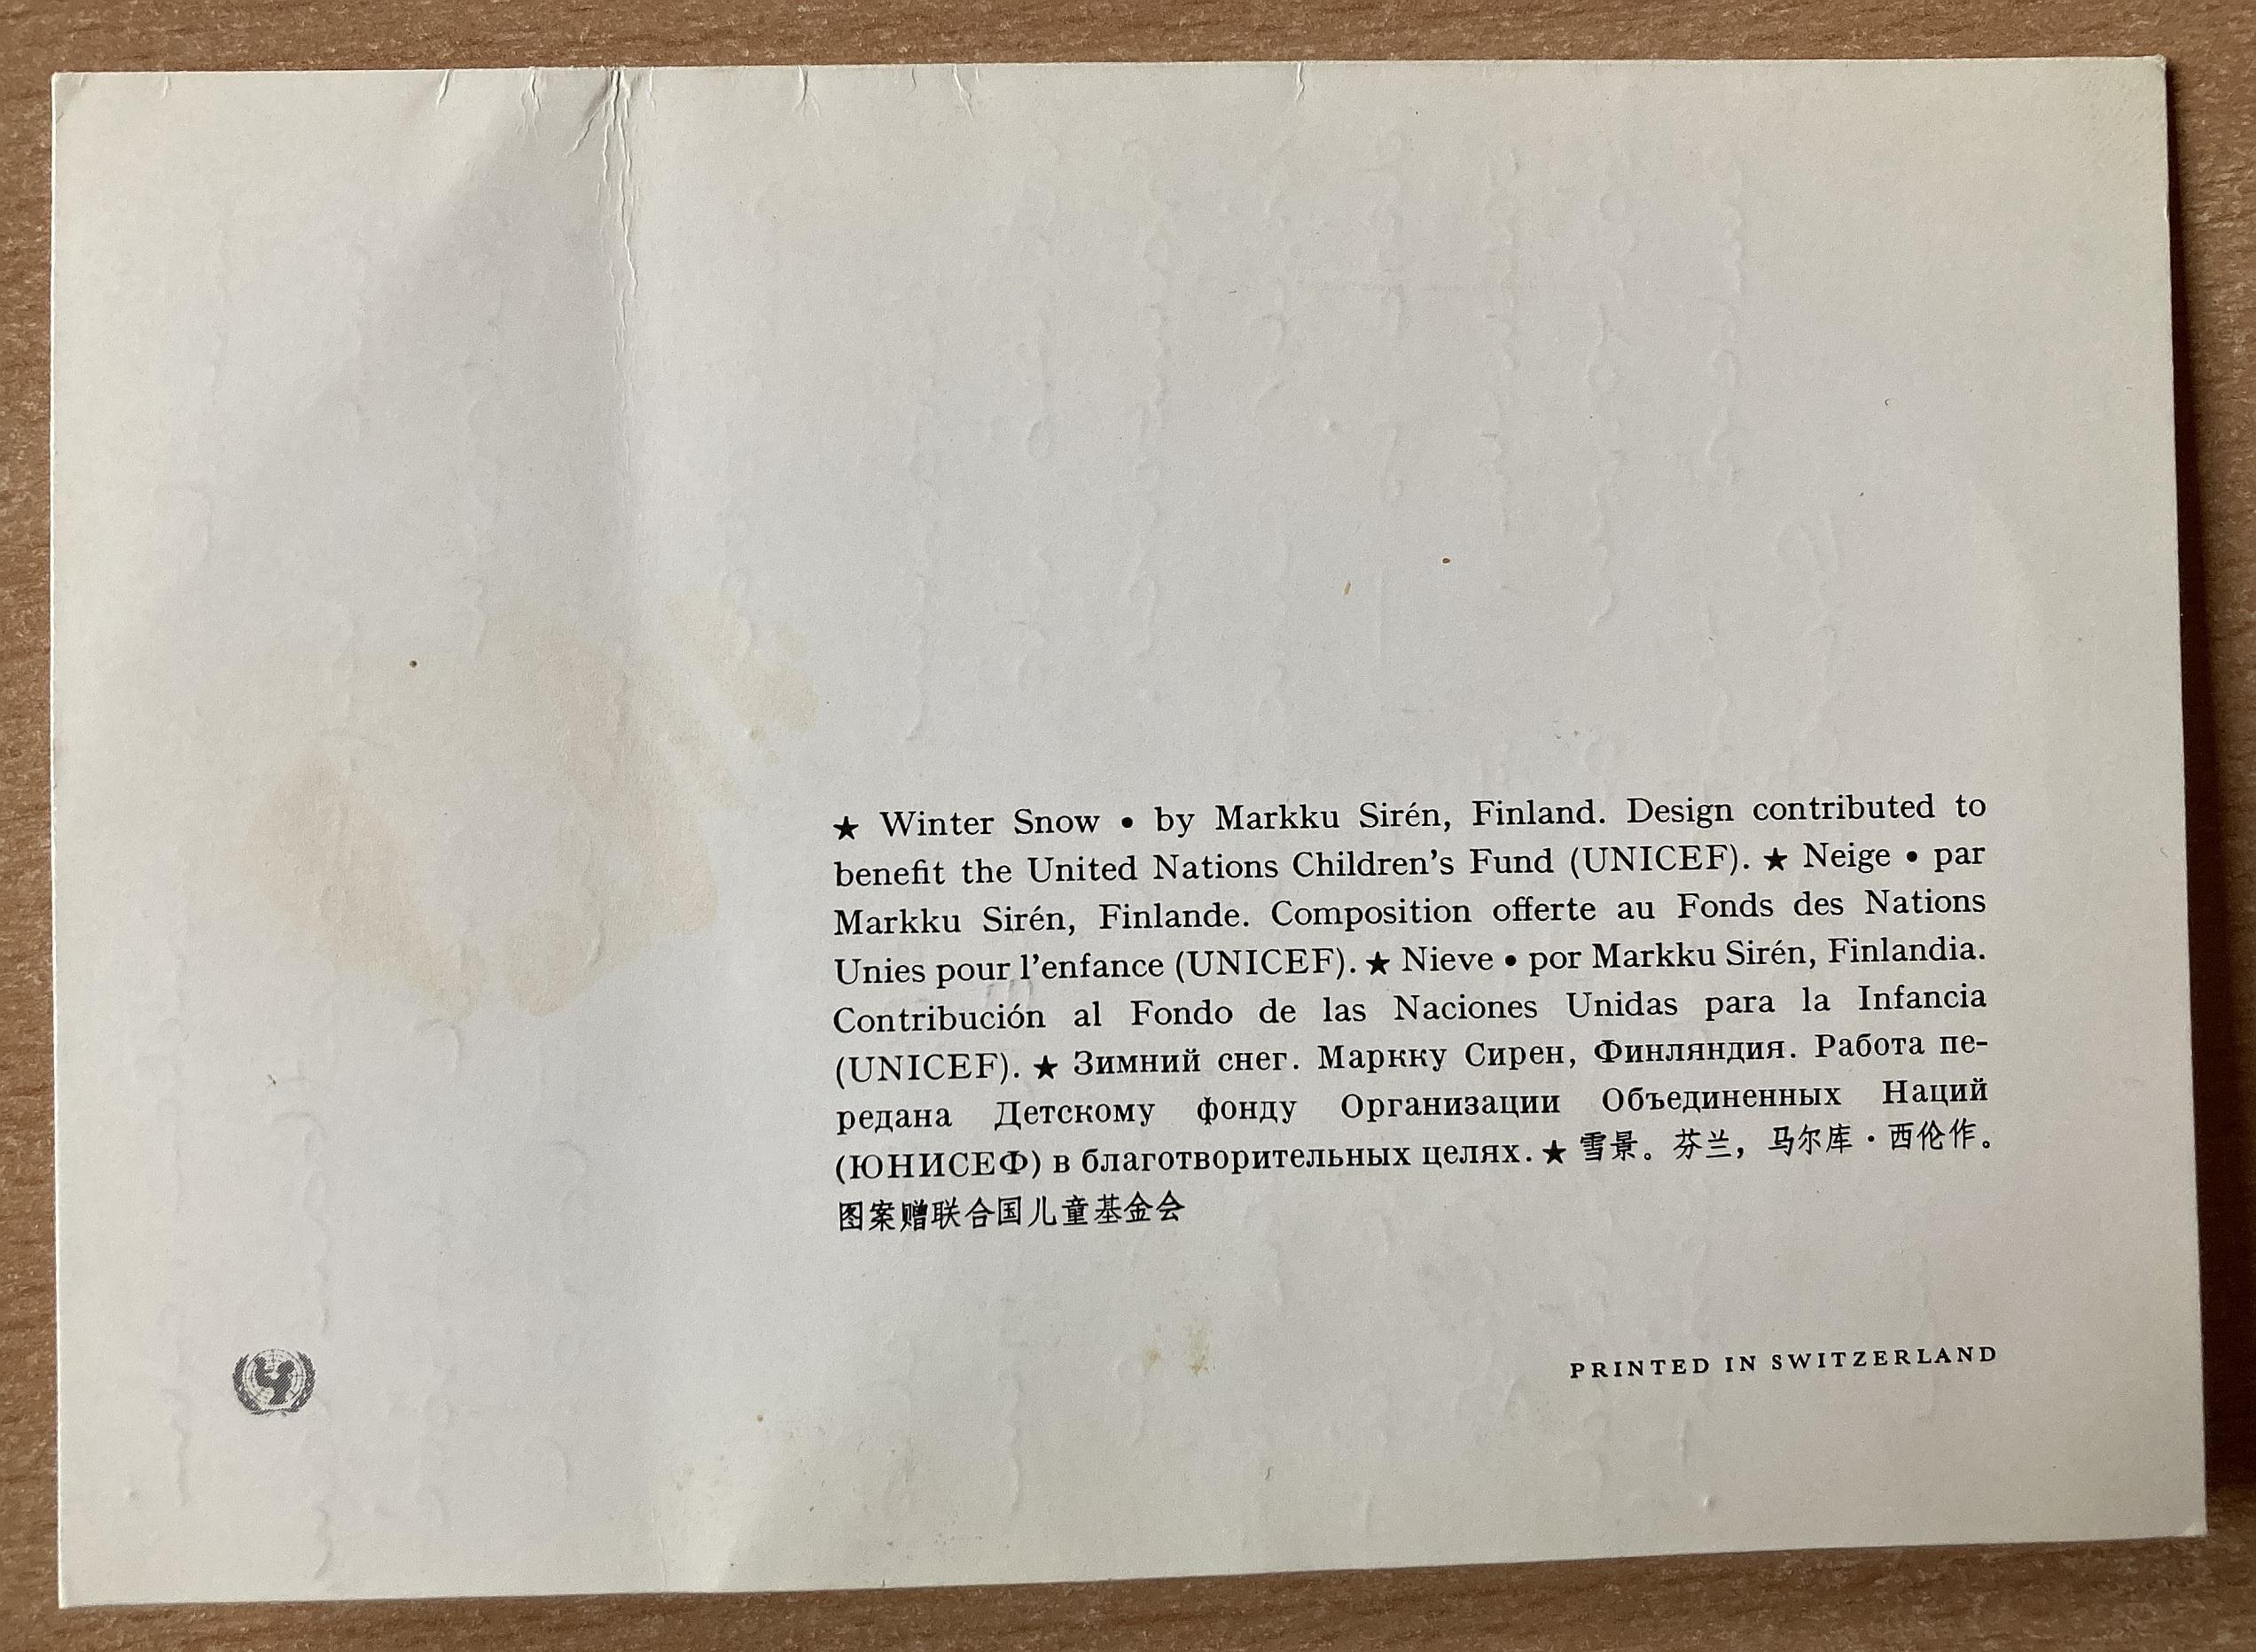 ★ Winter Snow • by Markku Sirén, Finland. Design contributed to
benefit the United Nations Children’s Fund (UNICEF). ★ Neige • par
Markku Sirén, Finlande. Composition offerte au Fonds des Nations
Unies pour l’enfance (UNICEF). ★ Nieve • por Markku Sirén, Finlandia.
Contribución al Fondo de las Naciones Unidas para la Infancia
(UNICEF). ★ Зимний снег. Маркку Сирен, Финляндия. Работа пе-
редана Детскому фонду Организации Объединенных Наций
(ЮНИСЕФ) в благотворительных целях. ★ 雪景。芬兰，马尔库·西伦作。
图案赠联合国儿童基金会
PRINTED IN SWITZERLAND